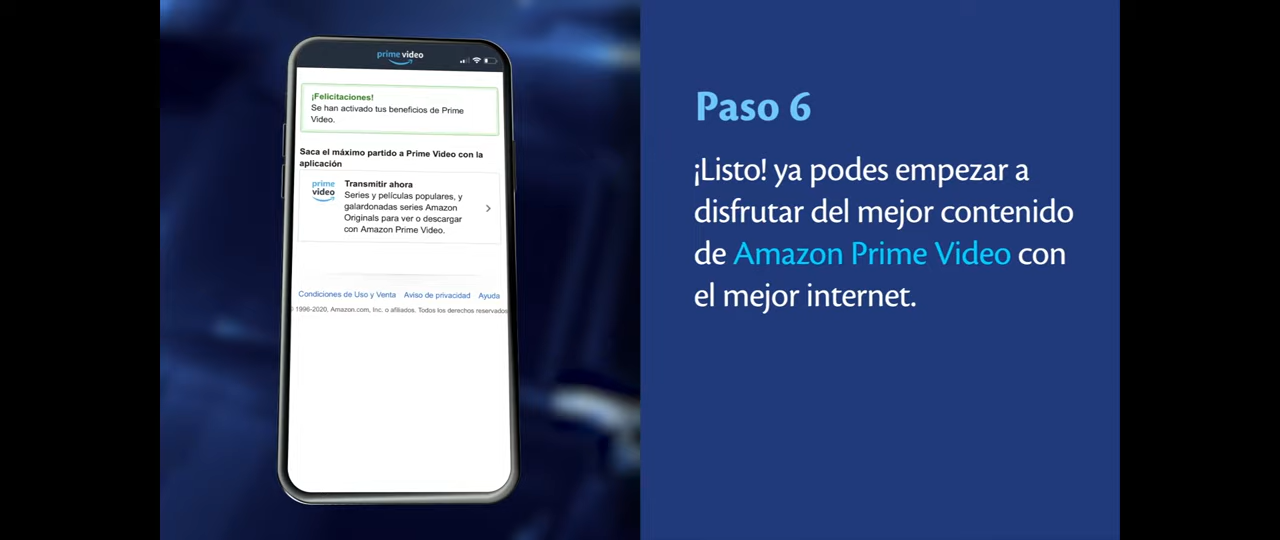 prime video
¡Felicitaciones!
Se han activado tus beneficios de Prime
Video.
Saca el máximo partido a Prime Video con la
aplicación
prime
video
Transmitir ahora
Series y películas populares, y
galardonadas series Amazon
Originals para ver o descargar
con Amazon Prime Video.
Condiciones de Uso y Venta Aviso de privacidad Ayuda
© 1996-2020, Amazon.com, Inc. o afiliados. Todos los derechos reservados
Paso 6
¡Listo! ya podes empezar a
disfrutar del mejor contenido
de Amazon Prime Video con
el mejor internet.